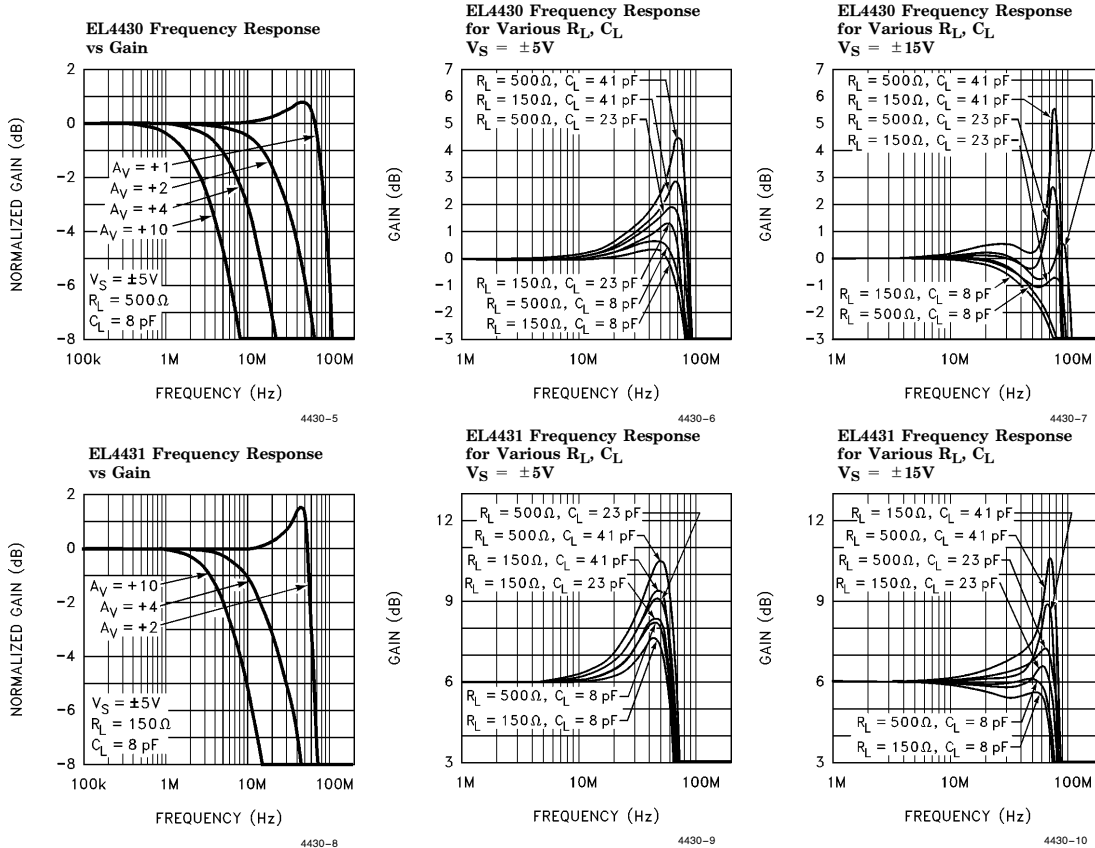 EL4430 Frequency Response
vs Gain
NORMALIZED GAIN (dB)
2
0
-2
-4
-6
-8
A_V = +1
A_V = +2
A_V = +4
A_V = +10
V_S = ±5V
R_L = 500Ω
C_L = 8 pF
100k 1M 10M 100M
FREQUENCY (Hz)
4430-5
EL4430 Frequency Response
for Various R_L, C_L
V_S = ±5V
GAIN (dB)
7
6
5
4
3
2
1
0
-1
-2
-3
R_L = 500Ω, C_L = 41 pF
R_L = 150Ω, C_L = 41 pF
R_L = 500Ω, C_L = 23 pF
R_L = 150Ω, C_L = 23 pF
R_L = 500Ω, C_L = 8 pF
R_L = 150Ω, C_L = 8 pF
1M 10M 100M
FREQUENCY (Hz)
4430-6
EL4430 Frequency Response
for Various R_L, C_L
V_S = ±15V
GAIN (dB)
7
6
5
4
3
2
1
0
-1
-2
-3
R_L = 500Ω, C_L = 41 pF
R_L = 150Ω, C_L = 41 pF
R_L = 500Ω, C_L = 23 pF
R_L = 150Ω, C_L = 23 pF
R_L = 150Ω, C_L = 8 pF
R_L = 500Ω, C_L = 8 pF
1M 10M 100M
FREQUENCY (Hz)
4430-7
EL4431 Frequency Response
vs Gain
NORMALIZED GAIN (dB)
2
0
-2
-4
-6
-8
A_V = +10
A_V = +4
A_V = +2
V_S = ±5V
R_L = 150Ω
C_L = 8 pF
100k 1M 10M 100M
FREQUENCY (Hz)
4430-8
EL4431 Frequency Response
for Various R_L, C_L
V_S = ±5V
GAIN (dB)
12
9
6
3
R_L = 500Ω, C_L = 23 pF
R_L = 500Ω, C_L = 41 pF
R_L = 150Ω, C_L = 41 pF
R_L = 150Ω, C_L = 23 pF
R_L = 500Ω, C_L = 8 pF
R_L = 150Ω, C_L = 8 pF
1M 10M 100M
FREQUENCY (Hz)
4430-9
EL4431 Frequency Response
for Various R_L, C_L
V_S = ±15V
GAIN (dB)
12
9
6
3
R_L = 150Ω, C_L = 41 pF
R_L = 500Ω, C_L = 41 pF
R_L = 500Ω, C_L = 23 pF
R_L = 150Ω, C_L = 23 pF
R_L = 500Ω, C_L = 8 pF
R_L = 150Ω, C_L = 8 pF
1M 10M 100M
FREQUENCY (Hz)
4430-10